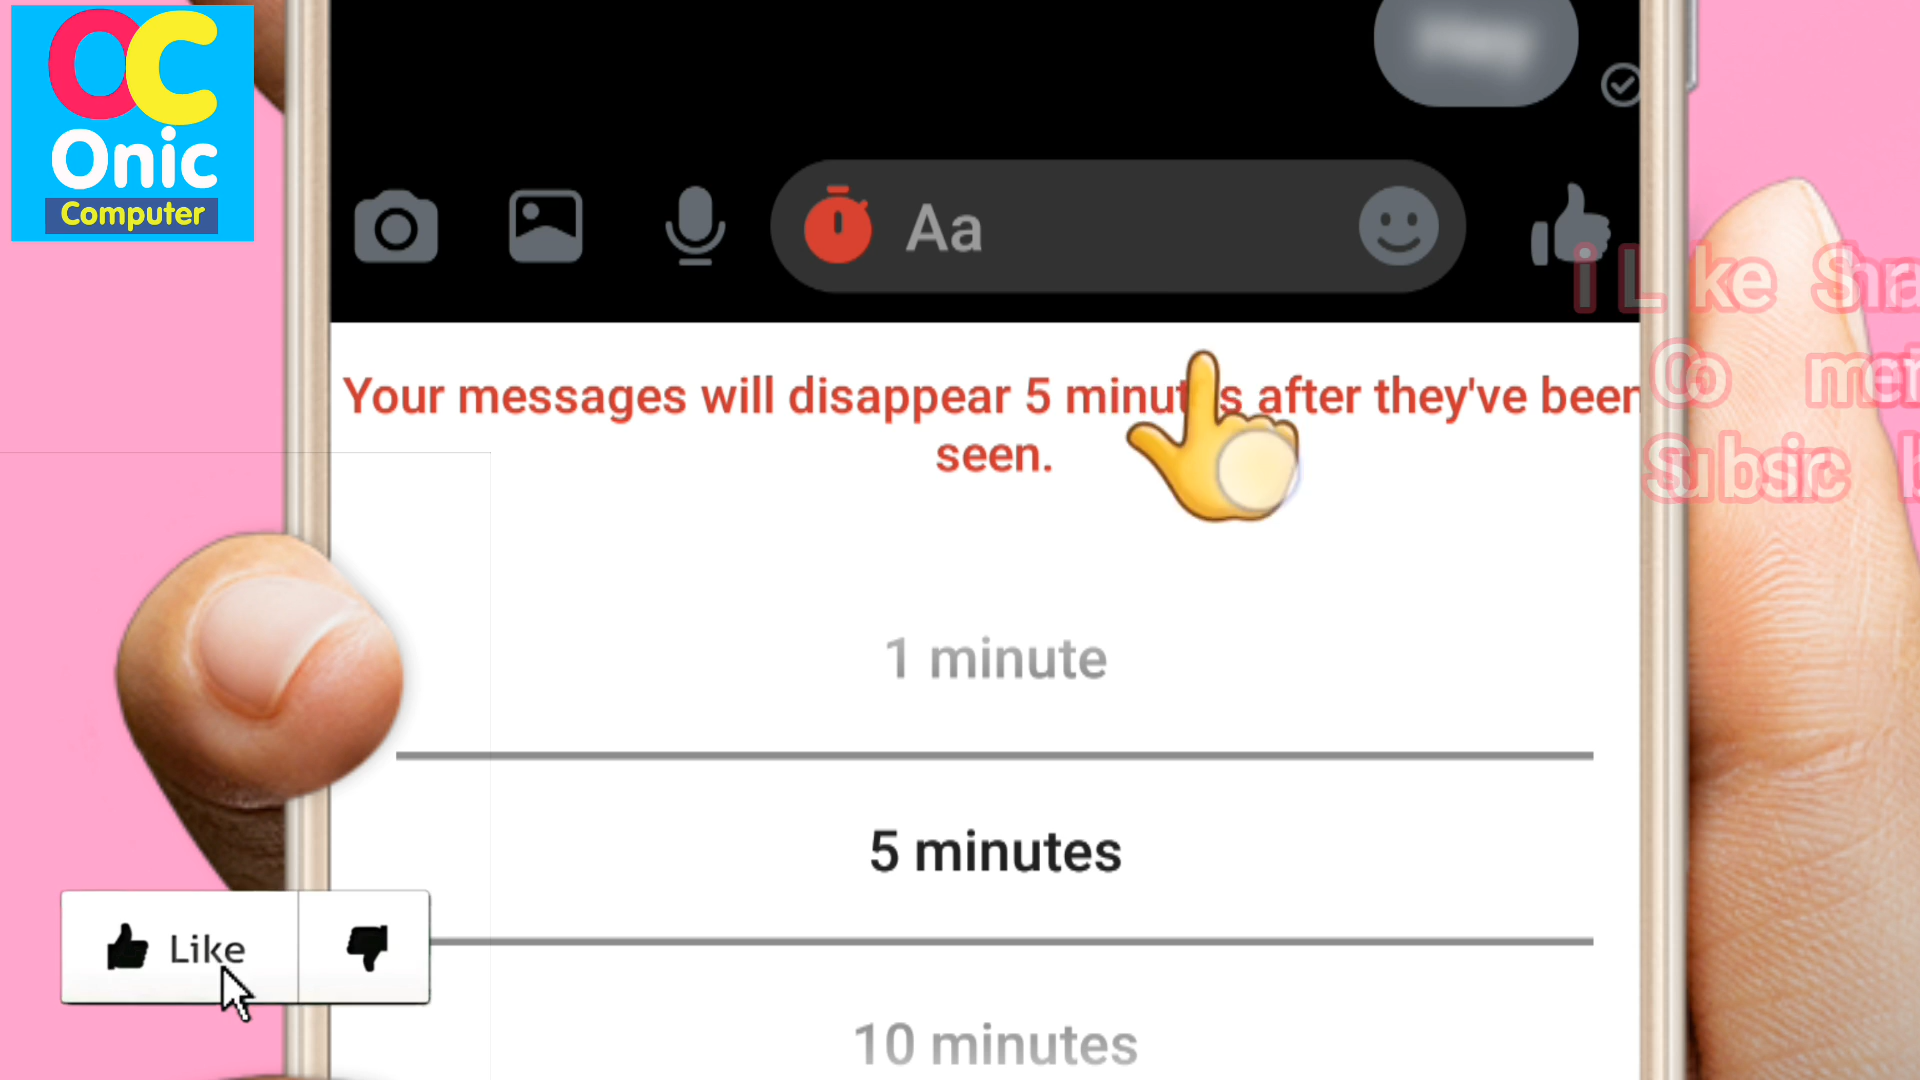 OC
Onic
Computer
Aa
Your messages will disappear 5 minutes after they've been
seen.
1 minute
5 minutes
10 minutes
Like